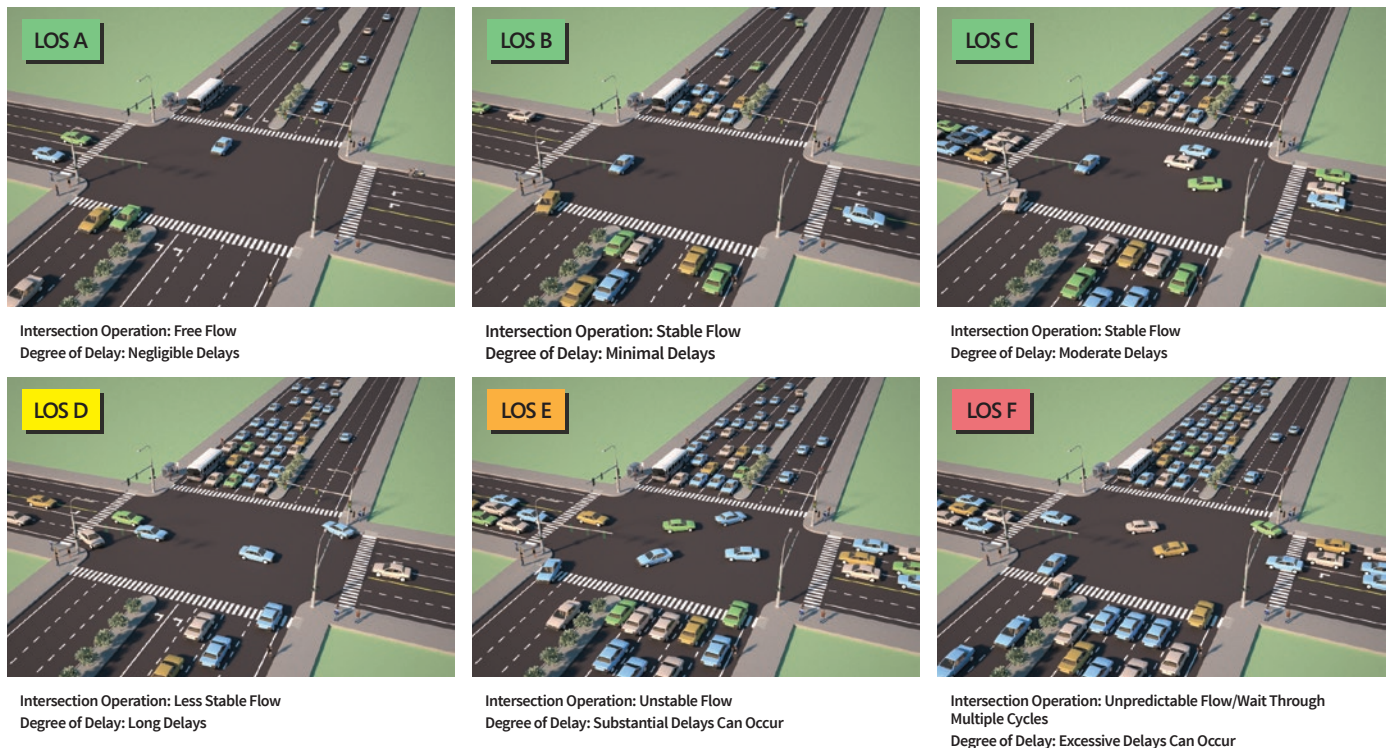 LOS A
LOS B
LOS C
Intersection Operation: Free Flow
Degree of Delay: Negligible Delays
Intersection Operation: Stable Flow
Degree of Delay: Minimal Delays
Intersection Operation: Stable Flow
Degree of Delay: Moderate Delays
LOS D
LOS E
LOS F
Intersection Operation: Less Stable Flow
Degree of Delay: Long Delays
Intersection Operation: Unstable Flow
Degree of Delay: Substantial Delays Can Occur
Intersection Operation: Unpredictable Flow/Wait Through
Multiple Cycles
Degree of Delay: Excessive Delays Can Occur